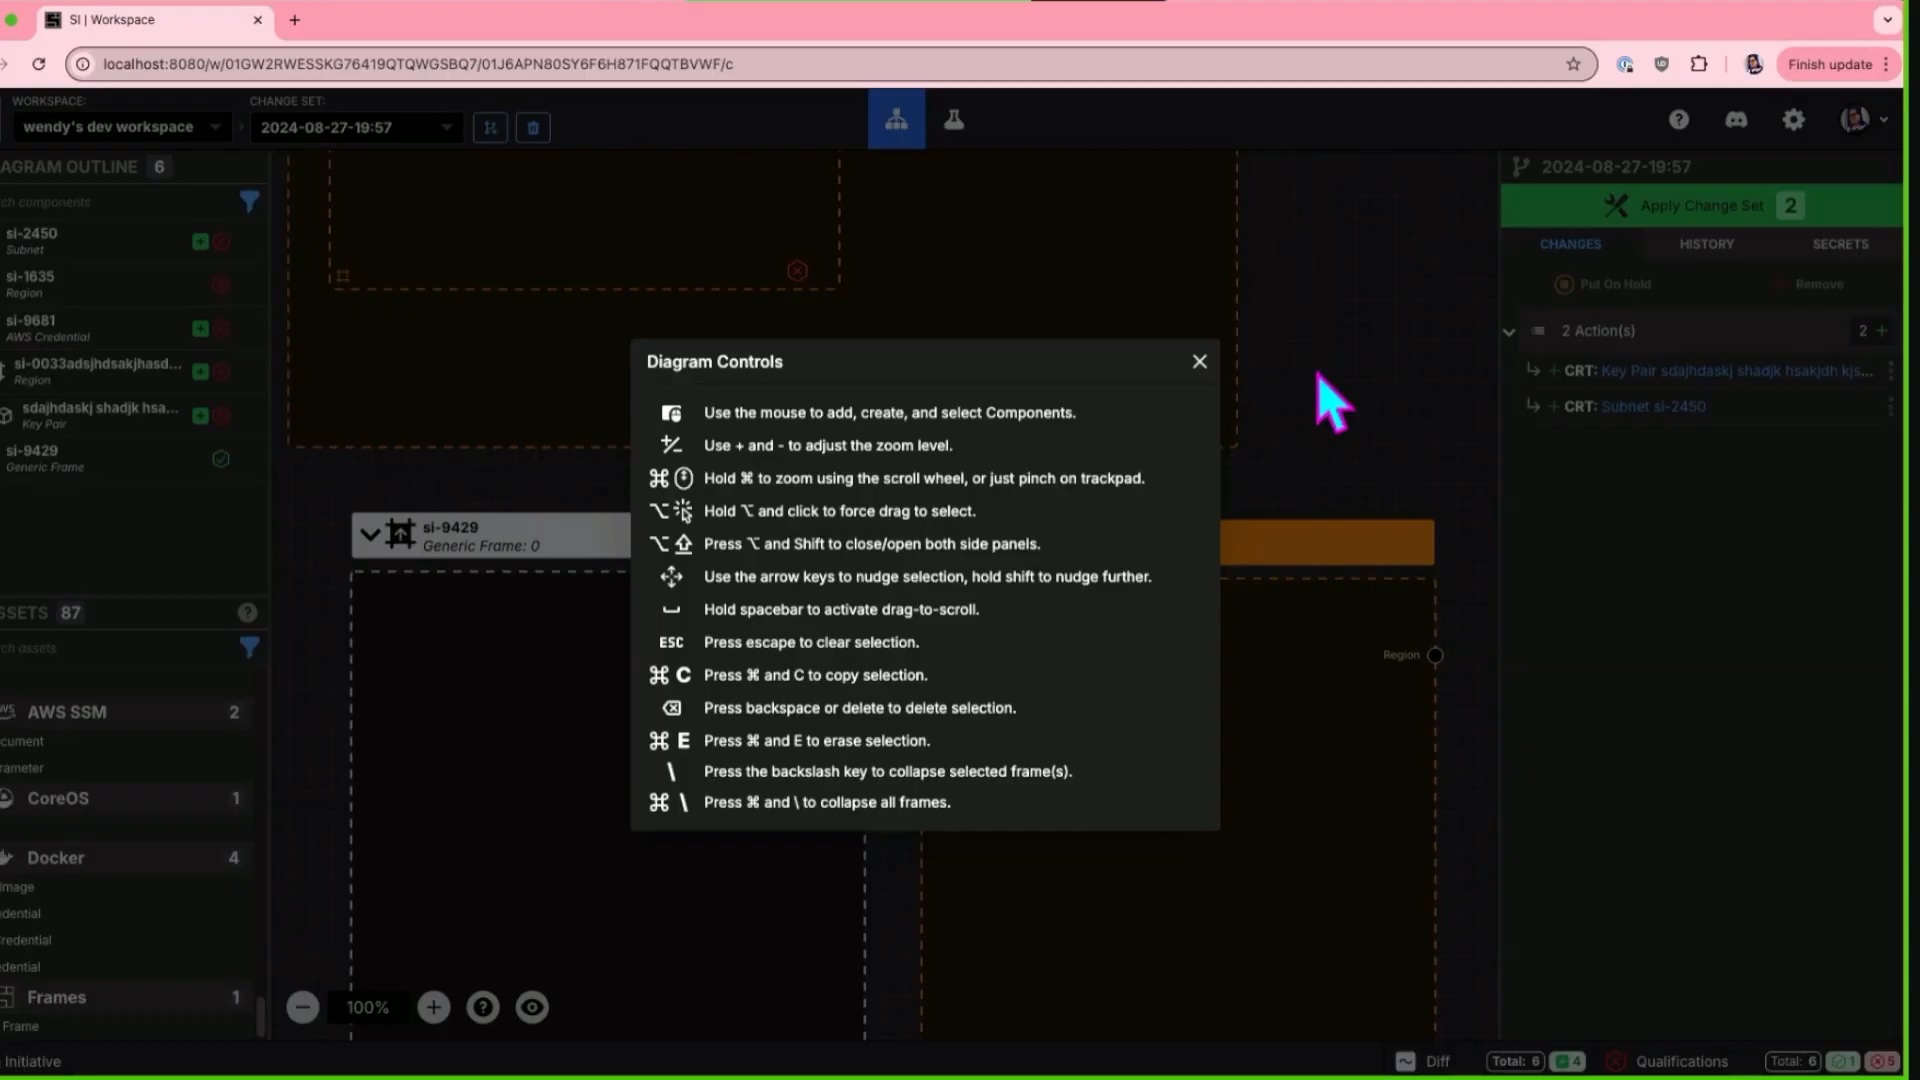 SI | Workspace
localhost:8080/w/01GW2RWESSKG76419QTQWGSBQ7/01J6APN80SY6F6H871FQQTBVWF/c
Finish update
WORKSPACE:
wendy's dev workspace
CHANGE SET:
2024-08-27-19:57
AGRAM OUTLINE 6
ch components
si-2450
Subnet
si-1635
Region
si-9681
AWS Credential
si-0033adsjhdsakjhasd...
Region
sdajhdaskj shadjk hsa...
Key Pair
si-9429
Generic Frame
SSETS 87
ch assets
AWS SSM 2
cument
rameter
CoreOS 1
Docker 4
Image
edential
Credential
edential
Frames 1
Frame
Initiative
si-9429
Generic Frame: 0
Region
100%
Diagram Controls
Use the mouse to add, create, and select Components.
Use + and - to adjust the zoom level.
⌘ Hold ⌘ to zoom using the scroll wheel, or just pinch on trackpad.
⌥ Hold ⌥ and click to force drag to select.
⌥ Press ⌥ and Shift to close/open both side panels.
Use the arrow keys to nudge selection, hold shift to nudge further.
Hold spacebar to activate drag-to-scroll.
ESC Press escape to clear selection.
⌘ C Press ⌘ and C to copy selection.
Press backspace or delete to delete selection.
⌘ E Press ⌘ and E to erase selection.
\ Press the backslash key to collapse selected frame(s).
⌘ \ Press ⌘ and \ to collapse all frames.
2024-08-27-19:57
Apply Change Set 2
CHANGES HISTORY SECRETS
Put On Hold Remove
2 Action(s) 2 +
+ CRT: Key Pair sdajhdaskj shadjk hsakjdh kjs...
+ CRT: Subnet si-2450
Diff Total: 6 4 Qualifications Total: 6 1 5